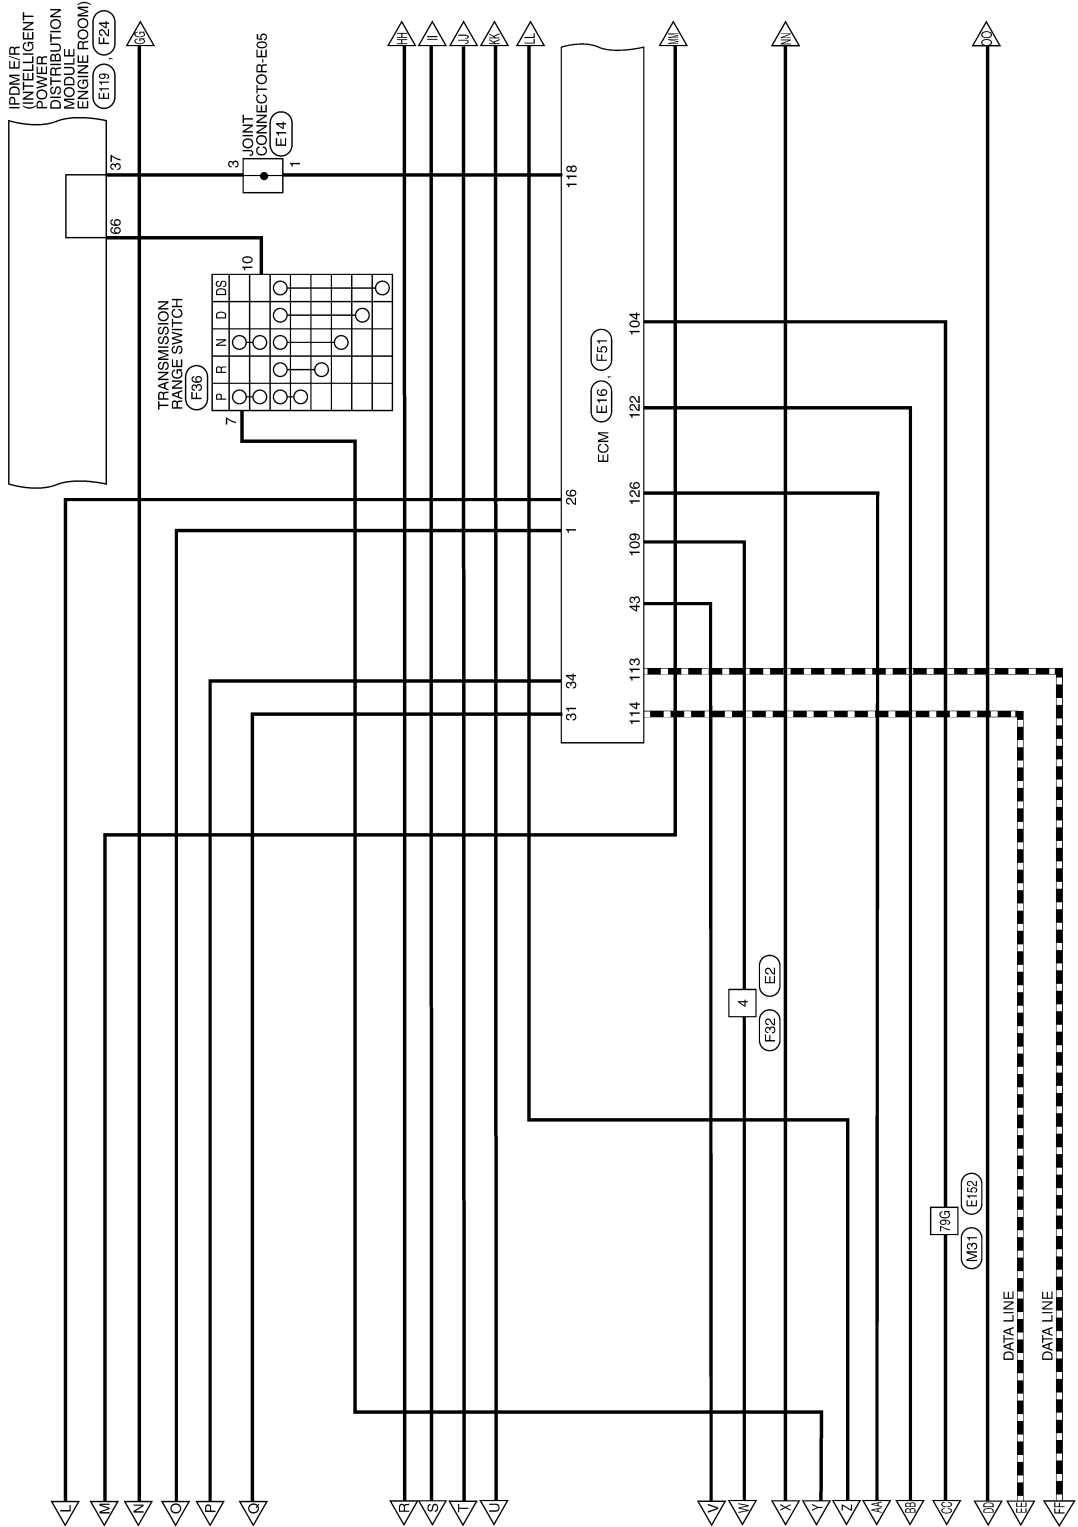 IPDM E/R
(INTELLIGENT
POWER
DISTRIBUTION
MODULE
ENGINE ROOM)
E119 , F24
GG
HH
II
JJ
KK
LL
MM
NN
OO
37
66
3
JOINT
CONNECTOR-E05
E14
1
118
10
TRANSMISSION
RANGE SWITCH
F36
P R N D DS
7
ECM E16 , F51
104
122
126
109
43
113
114
26
1
34
31
4
F32 E2
79G
M31 E152
DATA LINE
DATA LINE
L
M
N
O
P
Q
R
S
T
U
V
W
X
Y
Z
AA
BB
CC
DD
EE
FF